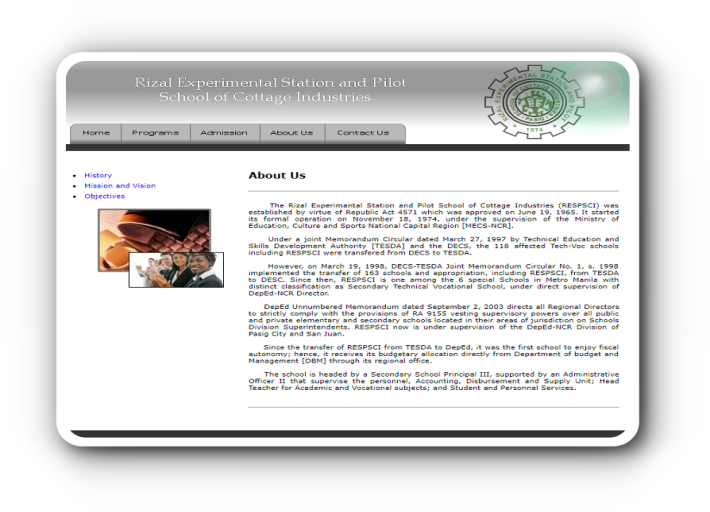 Rizal Experimental Station and Pilot
School of Cottage Industries
RIZAL EXPERIMENTAL STATION AND PILOT
SCHOOL OF COTTAGE INDUSTRIES
PASIG
1974
Home Programs Admission About Us Contact Us
History
Mission and Vision
Objectives
About Us
The Rizal Experimantal Station and Pilot School of Cottage Industries (RESPSCI) was
established by virtue of Republic Act 4571 which was approved on June 19, 1965. It started
its formal operation on November 18, 1974, under the supervision of the Ministry of
Education, Culture and Sports National Capital Region [MECS-NCR].
Under a joint Memorandum Circular dated March 27, 1997 by Technical Education and
Skills Development Authority [TESDA] and the DECS, the 118 affected Tech-Voc schools
including RESPSCI were transfered from DECS to TESDA.
However, on March 19, 1998, DECS-TESDA Joint Memorandum Circular No. 1, s. 1998
implemented the transfer of 163 schools and appropriation, including RESPSCI, from TESDA
to DESC. Since then, RESPSCI is one among the 6 special Schools in Metro Manila with
distinct classification as Secondary Technical Vocational School, under direct supervision of
DepEd-NCR Director.
DepEd Unnumbered Memorandum dated September 2, 2003 directs all Regional Directors
to strictly comply with the provisions of RA 9155 vesting supervisory powers over all public
and private elementary and secondary schools located in their areas of jurisdiction on Schools
Division Superintendents. RESPSCI now is under supervision of the DepEd-NCR Division of
Pasig City and San Juan.
Since the transfer of RESPSCI from TESDA to DepEd, it was the first school to enjoy fiscal
autonomy; hence, it receives its budgetary allocation directly from Department of budget and
Management [DBM] through its regional office.
The school is headed by a Secondary School Principal III, supported by an Administrative
Officer II that supervise the personnel, Accounting, Disbursement and Supply Unit; Head
Teacher for Academic and Vocational subjects; and Student and Personnel Services.